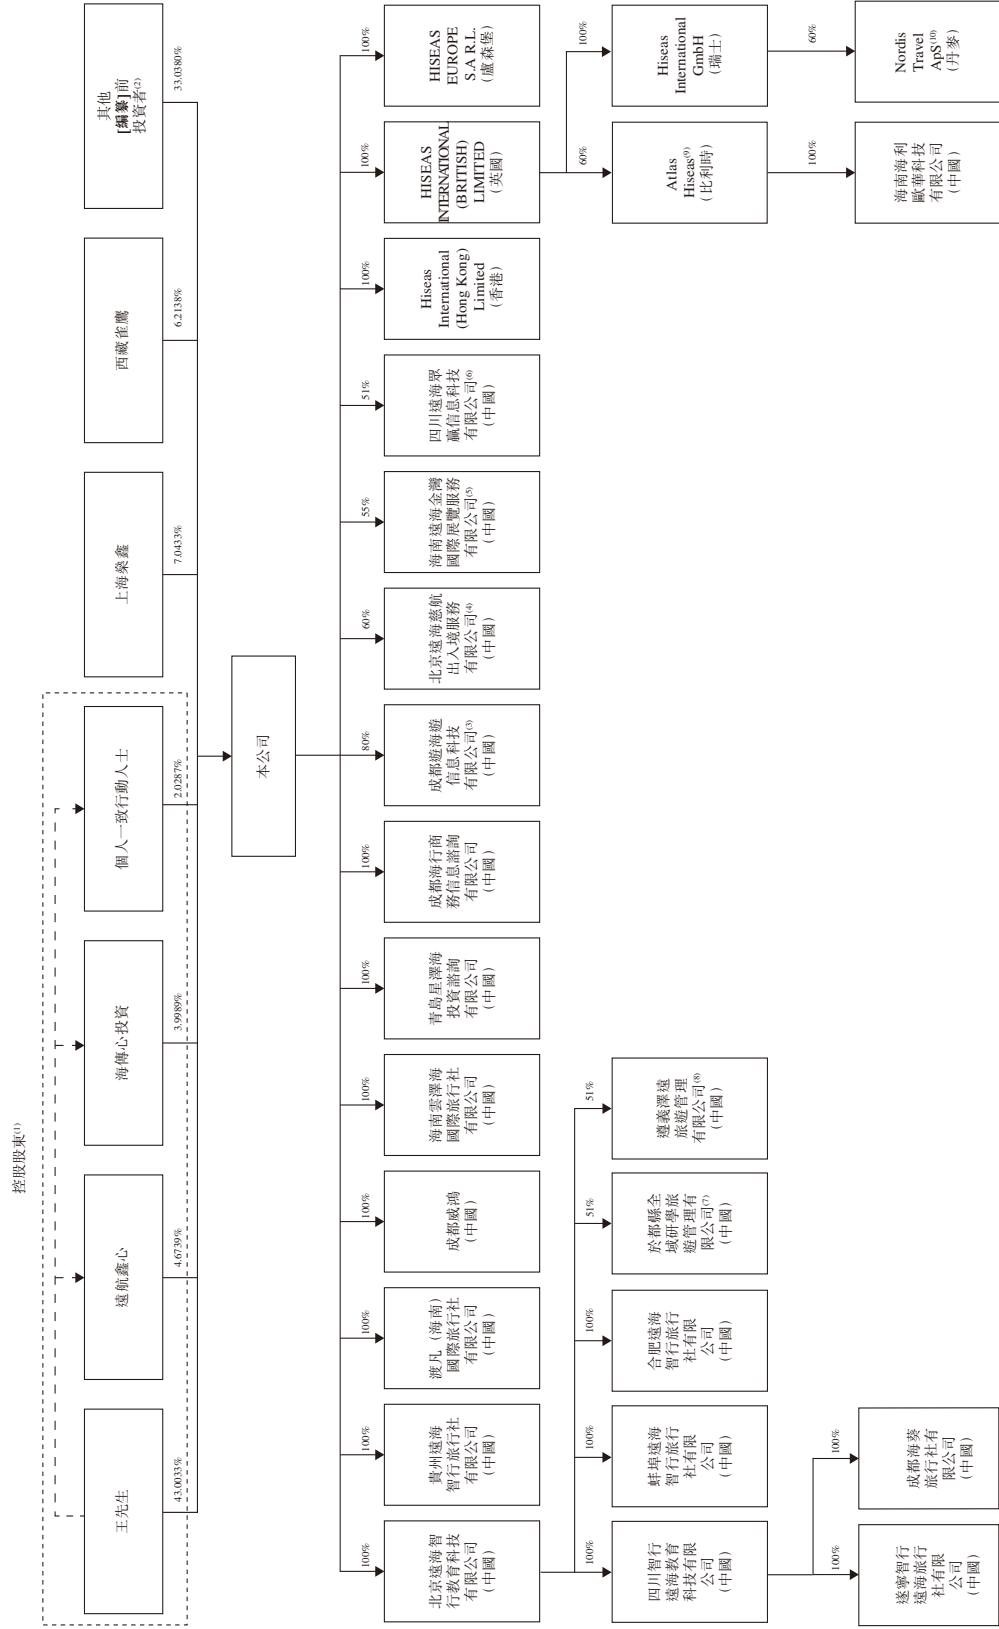 控股股東(1)
王先生
遠航鑫心
海傳心投資
個人一致行動人士
上海榮鑫
西藏雀鷹
其他
[編纂]前
投資者(2)
43.0033%
4.6739%
3.9989%
2.0287%
7.0433%
6.2138%
33.0380%
本公司
100%
100%
100%
100%
100%
100%
100%
80%
60%
55%
51%
100%
100%
100%
北京遠海智
行教育科技
有限公司
(中國)
貴州遠海
智行旅行社
有限公司
(中國)
渡凡(海南)
國際旅行社
有限公司
(中國)
成都威鴻
(中國)
海南雲澤海
國際旅行社
有限公司
(中國)
青島星澤海
投資諮詢
有限公司
(中國)
成都海行商
務信息諮詢
有限公司
(中國)
成都遊海遊
信息科技
有限公司(3)
(中國)
北京遠海慈航
出入境服務
有限公司(4)
(中國)
海南遠海金灣
國際展覽服務
有限公司(5)
(中國)
四川遠海眾
贏信息科技
有限公司(6)
(中國)
Hiseas
International
(Hong Kong)
Limited
(香港)
HISEAS
INTERNATIONAL
(BRITISH)
LIMITED
(英國)
HISEAS
EUROPE
S.A R.L.
(盧森堡)
100%
100%
100%
51%
51%
60%
100%
四川智行
遠海教育
科技有限
公司
(中國)
蚌埠遠海
智行旅行
社有限
公司
(中國)
合肥遠海
智行旅行
社有限
公司
(中國)
於都縣全
域研學旅
遊管理有
限公司(7)
(中國)
遵義澤遠
旅遊管理
有限公司(8)
(中國)
Atlas
Hiseas(9)
(比利時)
Hiseas
International
GmbH
(瑞士)
100%
100%
100%
60%
遂寧智行
遠海旅行
社有限
公司
(中國)
成都海葵
旅行社有
限公司
(中國)
海南海利
歐華科技
有限公司
(中國)
Nordis
Travel
ApS(10)
(丹麥)